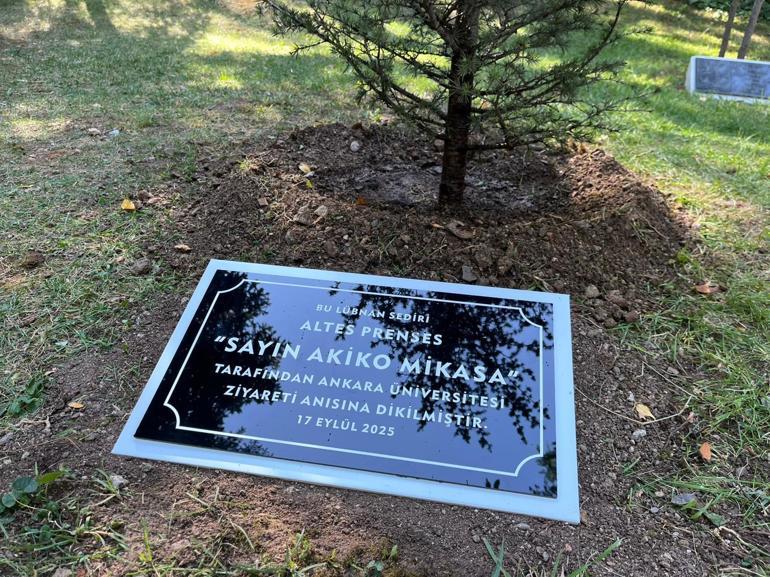 BU LÜBNAN SEDİRİ
ALTES PRENSES
"SAYIN AKİKO MİKASA"
TARAFINDAN ANKARA ÜNİVERSİTESİ
ZİYARETİ ANISINA DİKİLMİŞTİR.
17 EYLÜL 2025